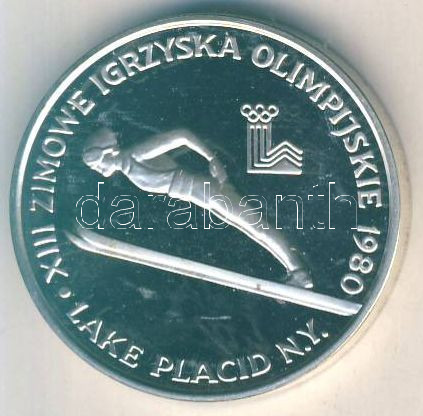 XIII ZIMOWE IGRZYSKA OLIMPIJSKIE 1980
• LAKE PLACID N.Y.
darabanth